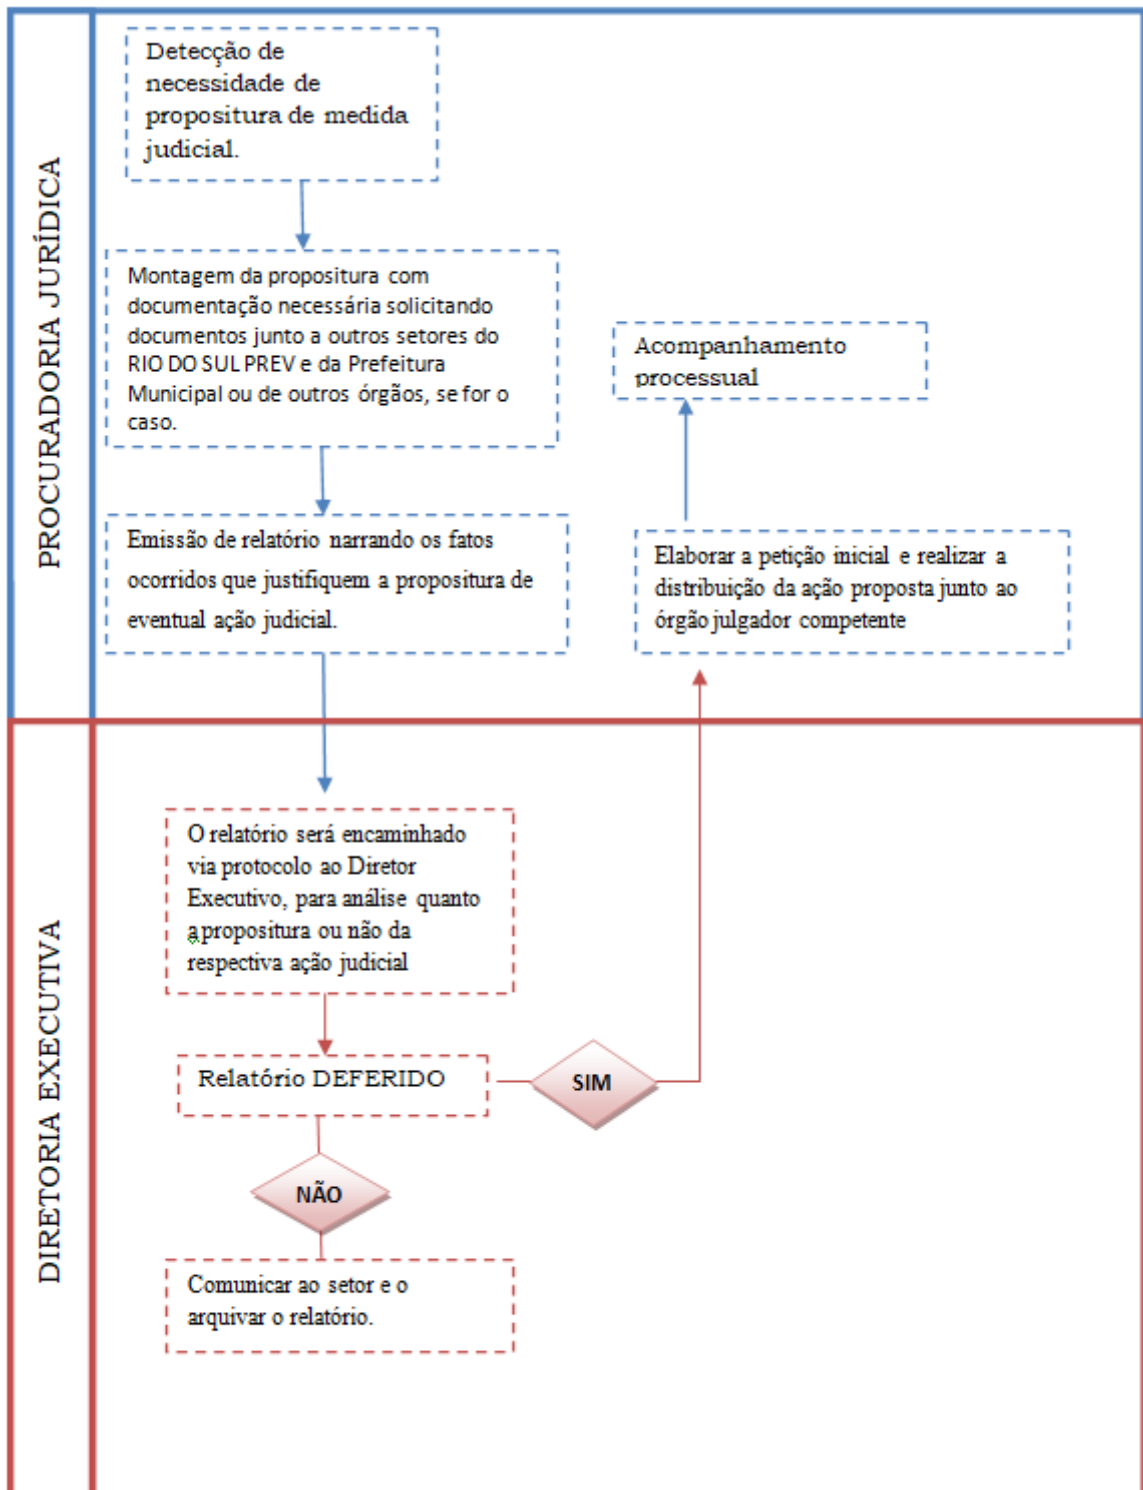 PROCURADORIA JURÍDICA
Detecção de
necessidade de
propositura de medida
judicial.
Montagem da propositura com
documentação necessária solicitando
documentos junto a outros setores do
RIO DO SUL PREV e da Prefeitura
Municipal ou de outros órgãos, se for o
caso.
Emissão de relatório narrando os fatos
ocorridos que justifiquem a propositura de
eventual ação judicial.
Acompanhamento
processual
Elaborar a petição inicial e realizar a
distribuição da ação proposta junto ao
órgão julgador competente
DIRETORIA EXECUTIVA
O relatório será encaminhado
via protocolo ao Diretor
Executivo, para análise quanto
a propositura ou não da
respectiva ação judicial
Relatório DEFERIDO
SIM
NÃO
Comunicar ao setor e o
arquivar o relatório.